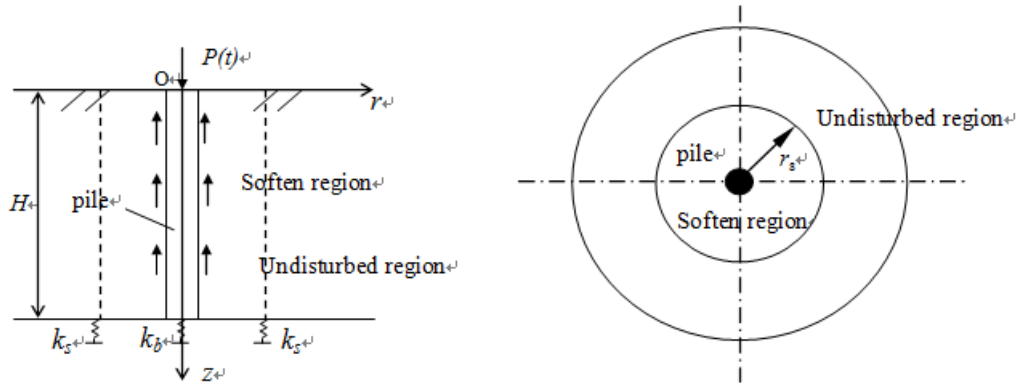 P(t)↵
O↵
r↵
H↵
pile↵
Soften region↵
Undisturbed region↵
k_s↵
k_b↵
k_s↵
z↵
Undisturbed region↵
pile↵
r_s↵
Soften region↵